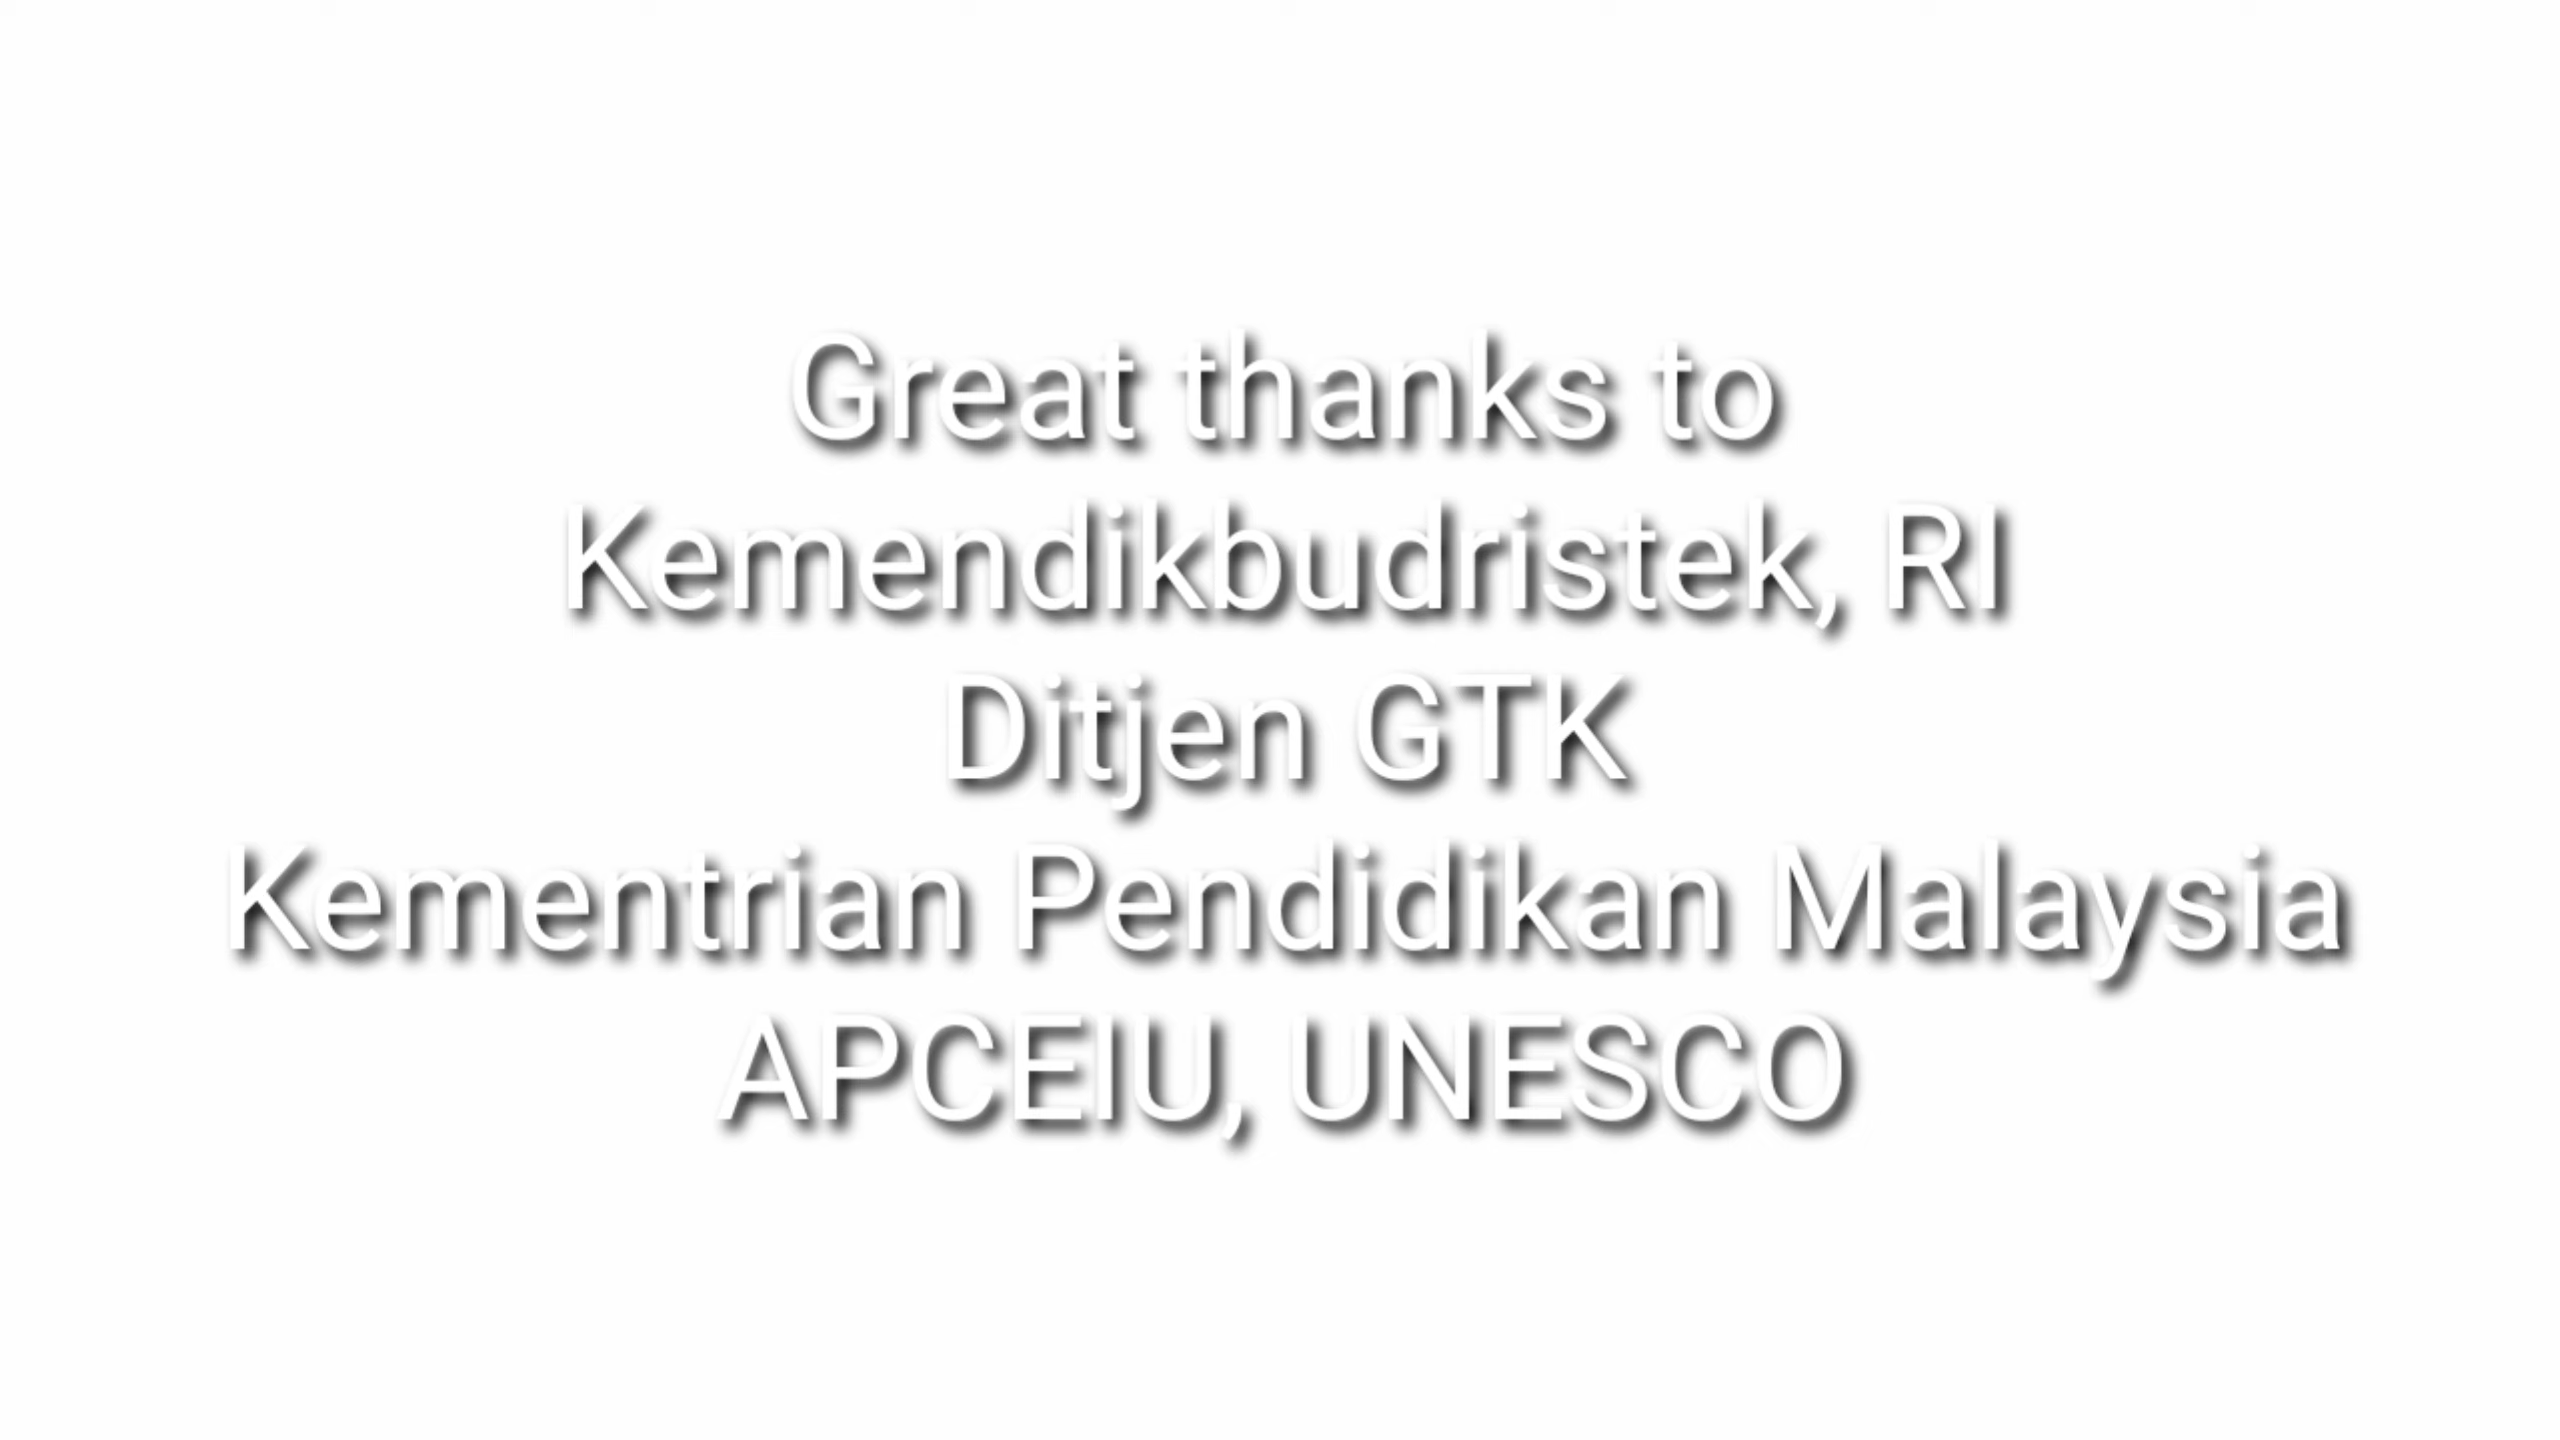 Great thanks to
Kemendikbudristek, RI
Ditjen GTK
Kementrian Pendidikan Malaysia
APCEIU, UNESCO